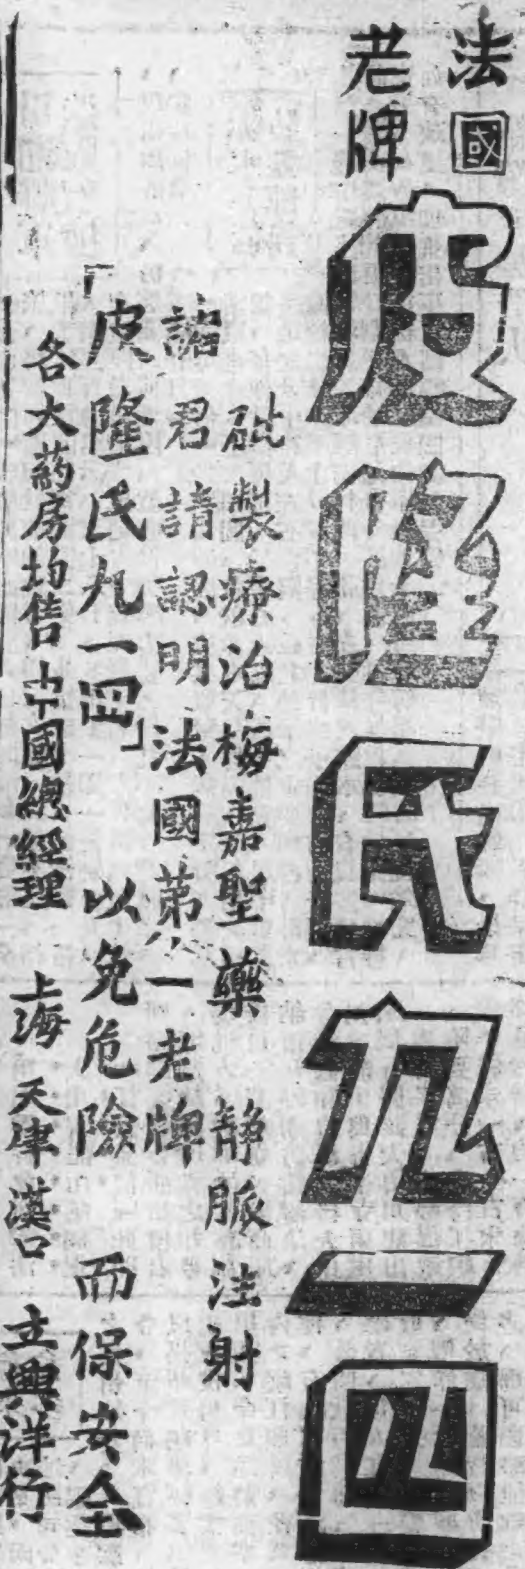 法國
老牌
皮隆氏九一四
砒製療治梅毒聖藥 静脈注射
諸君請認明法國第一老牌
「皮隆氏九一四」以免危險 而保安全
各大葯房均售 中國總經理 上海 天津 漢口 立興洋行